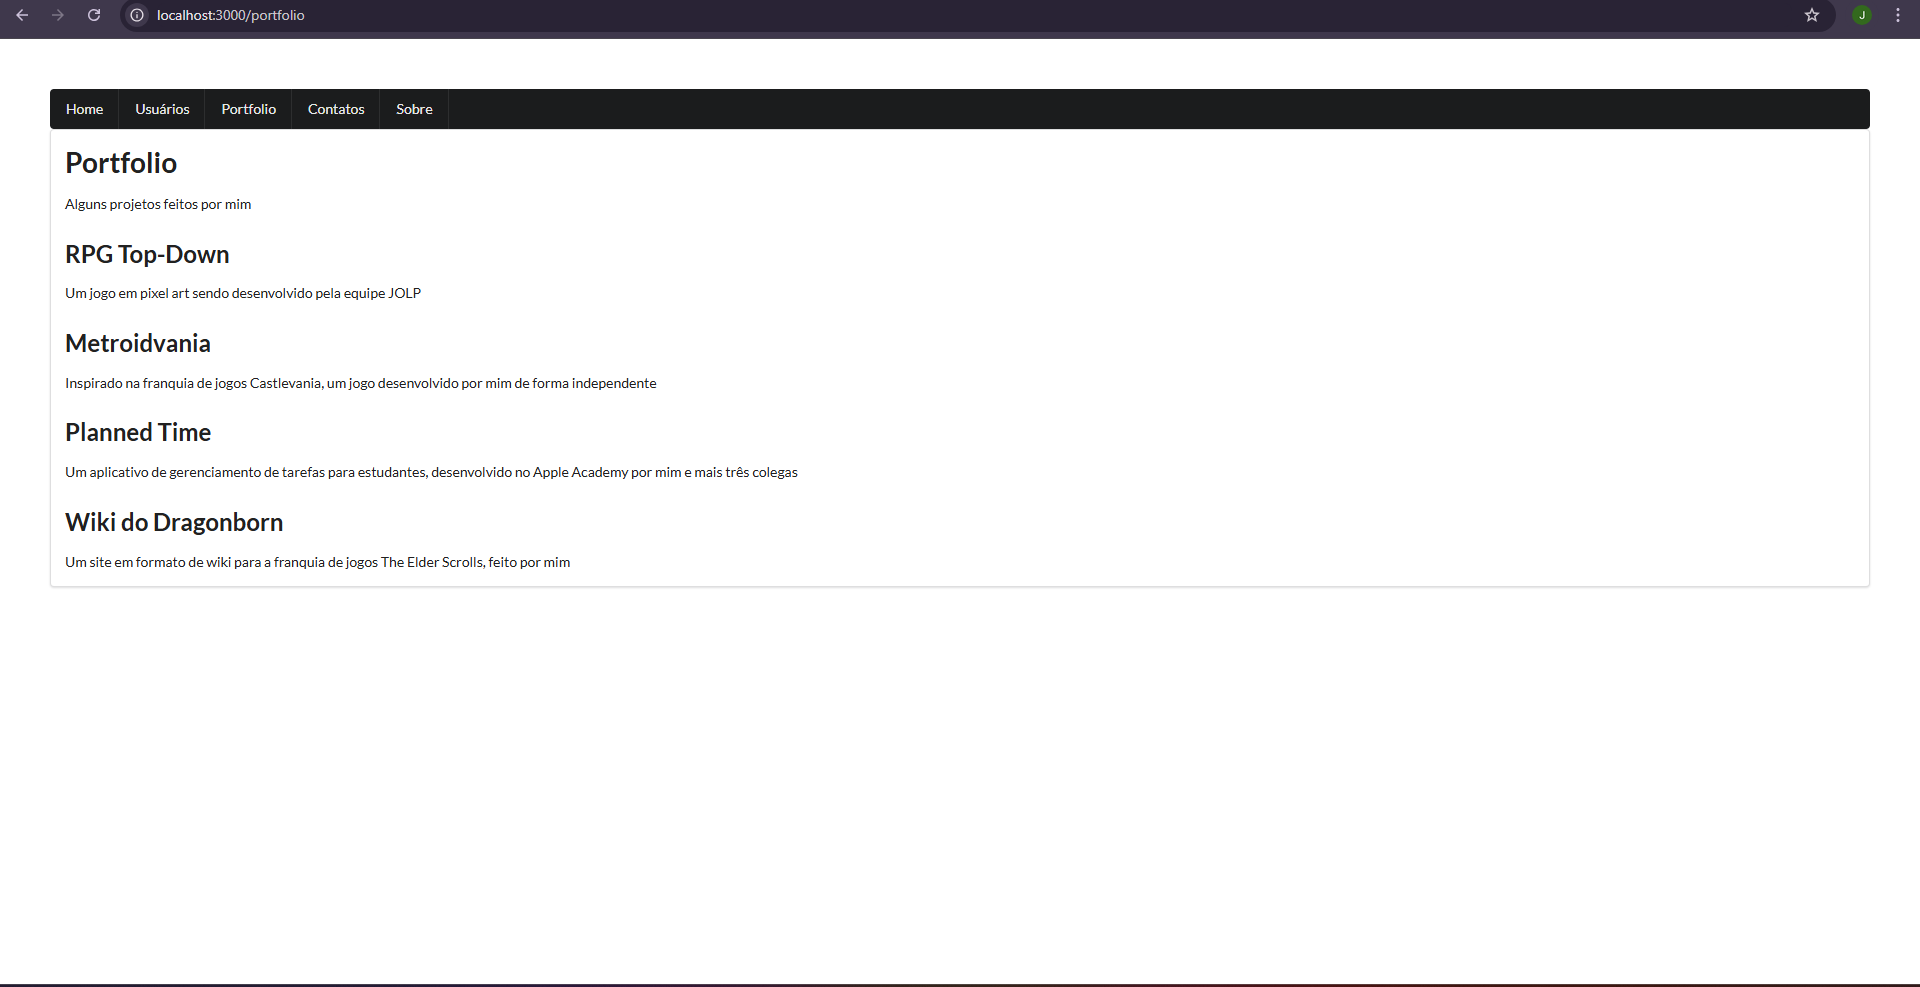 localhost:3000/portfolio
J
Home Usuários Portfolio Contatos Sobre
Portfolio
Alguns projetos feitos por mim
RPG Top-Down
Um jogo em pixel art sendo desenvolvido pela equipe JOLP
Metroidvania
Inspirado na franquia de jogos Castlevania, um jogo desenvolvido por mim de forma independente
Planned Time
Um aplicativo de gerenciamento de tarefas para estudantes, desenvolvido no Apple Academy por mim e mais três colegas
Wiki do Dragonborn
Um site em formato de wiki para a franquia de jogos The Elder Scrolls, feito por mim